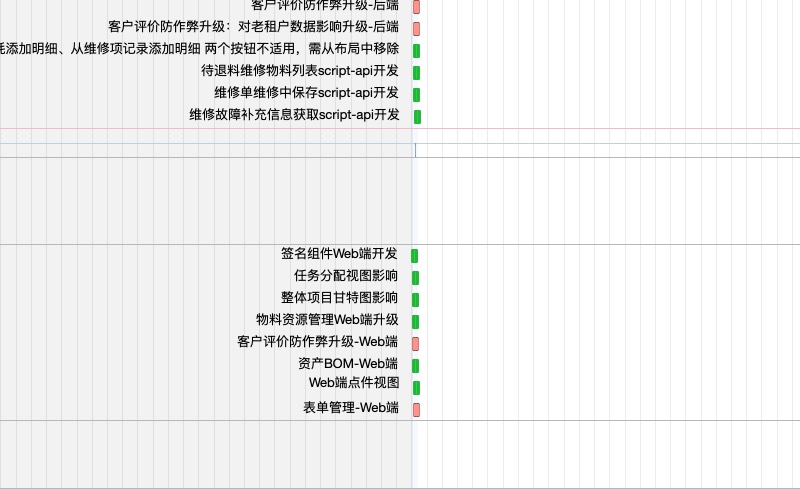 客户评价防作弊升级-后端
客户评价防作弊升级：对老租户数据影响升级-后端
添加明细、从维修项记录添加明细 两个按钮不适用，需从布局中移除
待退料维修物料列表script-api开发
维修单维修中保存script-api开发
维修故障补充信息获取script-api开发
签名组件Web端开发
任务分配视图影响
整体项目甘特图影响
物料资源管理Web端升级
客户评价防作弊升级-Web端
资产BOM-Web端
Web端点件视图
表单管理-Web端